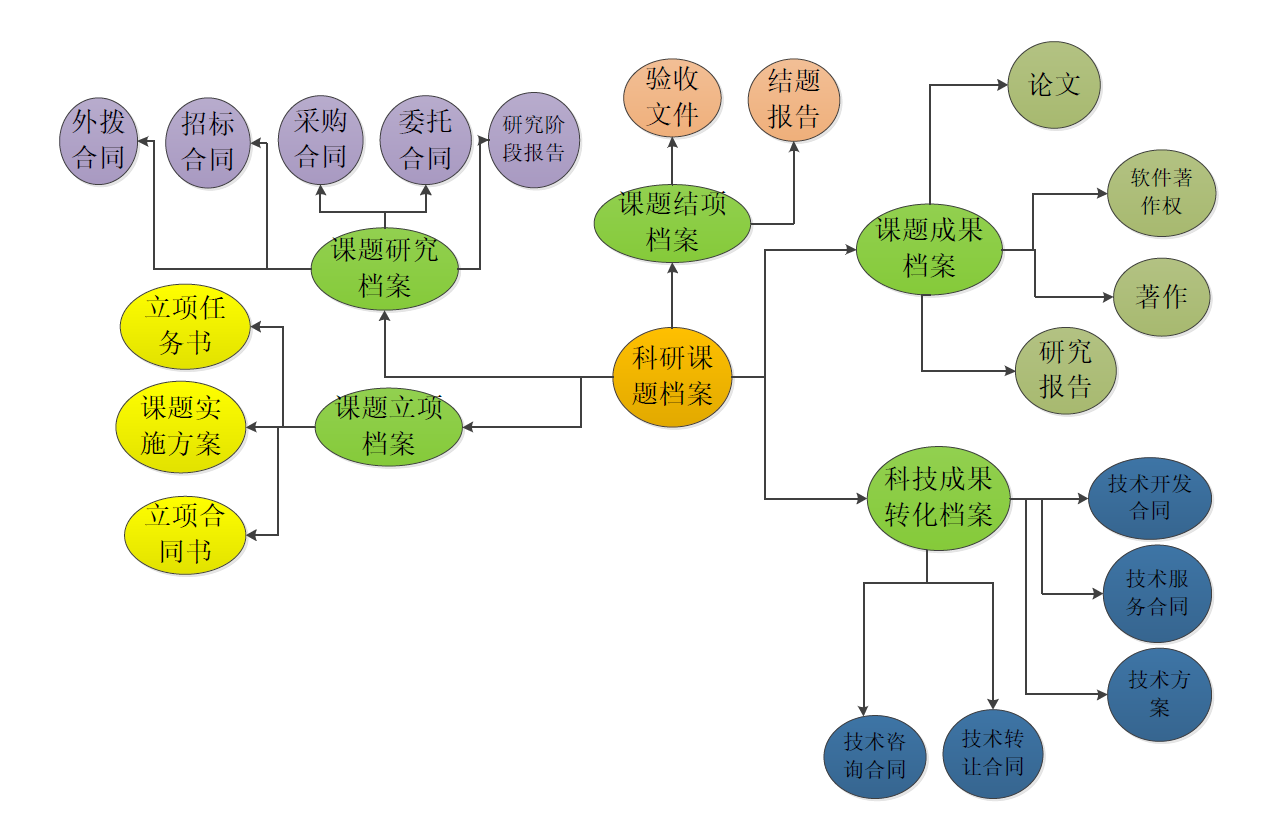 外拨
合同
招标
合同
采购
合同
委托
合同
研究阶
段报告
验收
文件
结题
报告
论文
软件著
作权
著作
研究
报告
课题研究
档案
课题结项
档案
课题成果
档案
立项任
务书
课题实
施方案
立项合
同书
课题立项
档案
科研课
题档案
科技成果
转化档案
技术开发
合同
技术服
务合同
技术方
案
技术咨
询合同
技术转
让合同